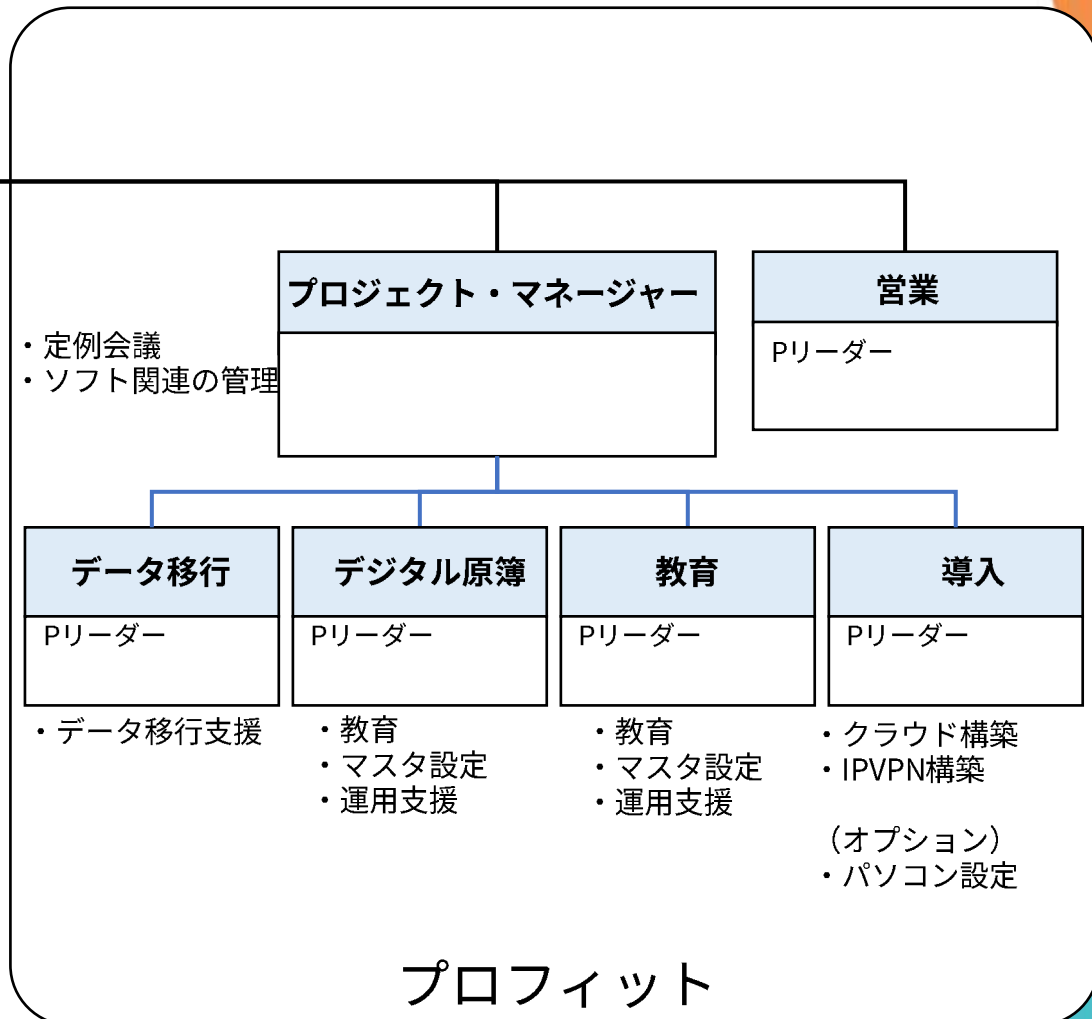 プロジェクト・マネージャー
営業
Pリーダー
・定例会議
・ソフト関連の管理
データ移行
Pリーダー
・データ移行支援
デジタル原簿
Pリーダー
・教育
・マスタ設定
・運用支援
教育
Pリーダー
・教育
・マスタ設定
・運用支援
導入
Pリーダー
・クラウド構築
・IPVPN構築
（オプション）
・パソコン設定
プロフィット